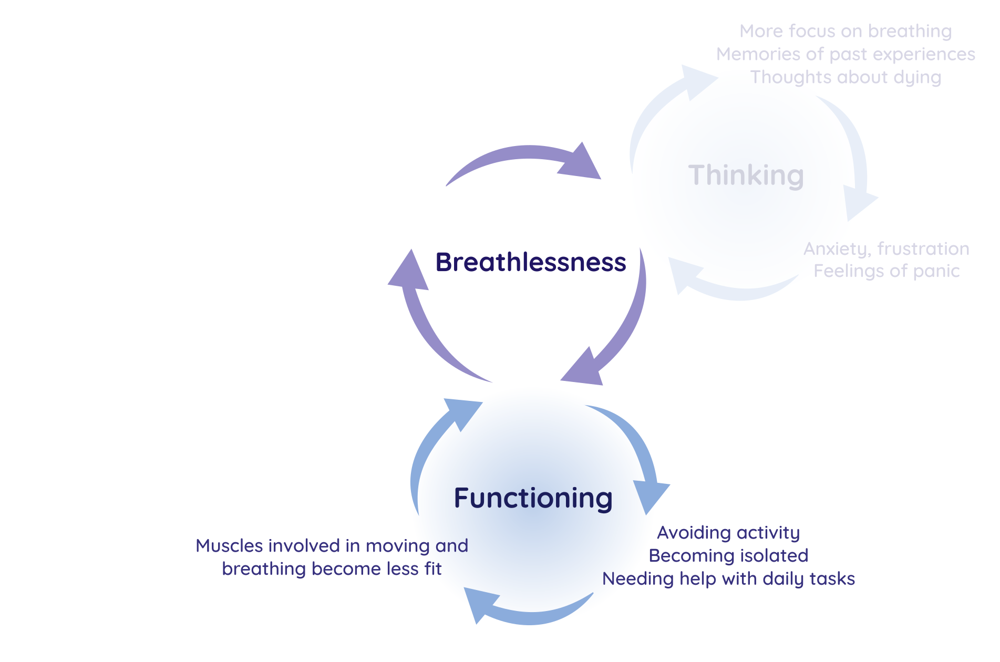 More focus on breathing
Memories of past experiences
Thoughts about dying
Thinking
Anxiety, frustration
Feelings of panic
Breathlessness
Functioning
Avoiding activity
Becoming isolated
Needing help with daily tasks
Muscles involved in moving and
breathing become less fit